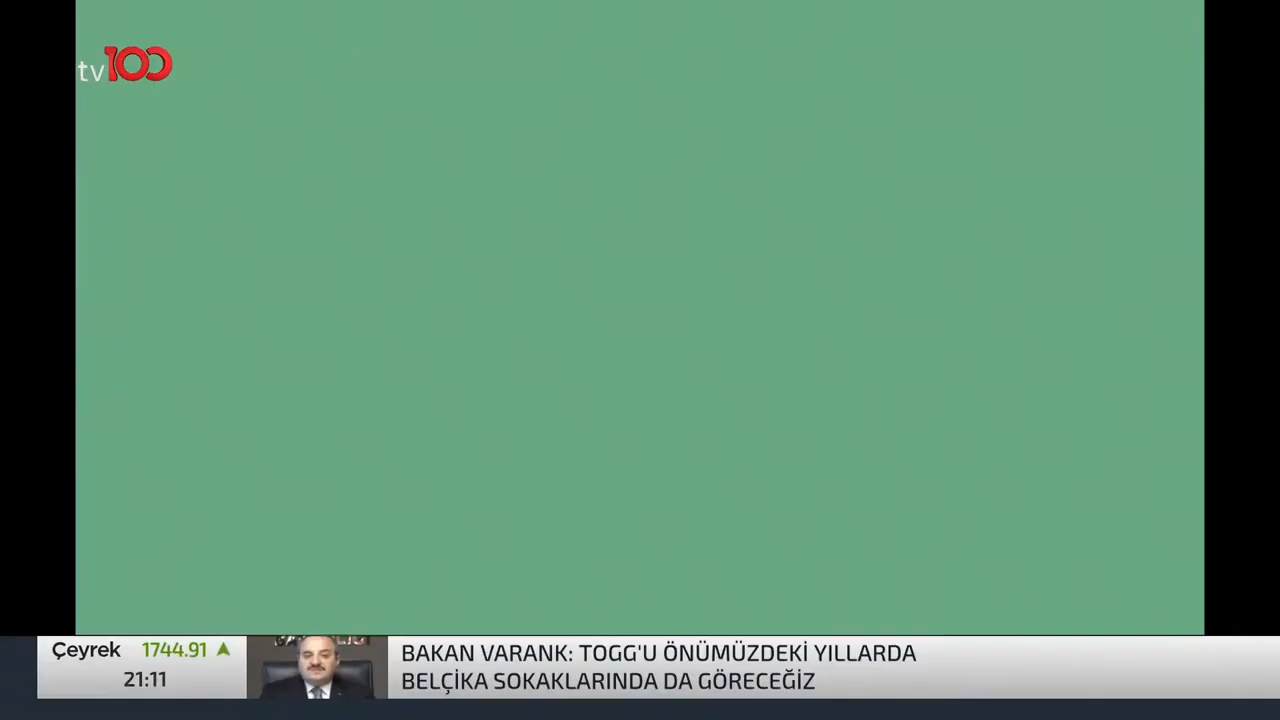 tv100
Çeyrek 1744.91
21:11
BAKAN VARANK: TOGG'U ÖNÜMÜZDEKİ YILLARDA
BELÇİKA SOKAKLARINDA DA GÖRECEĞİZ